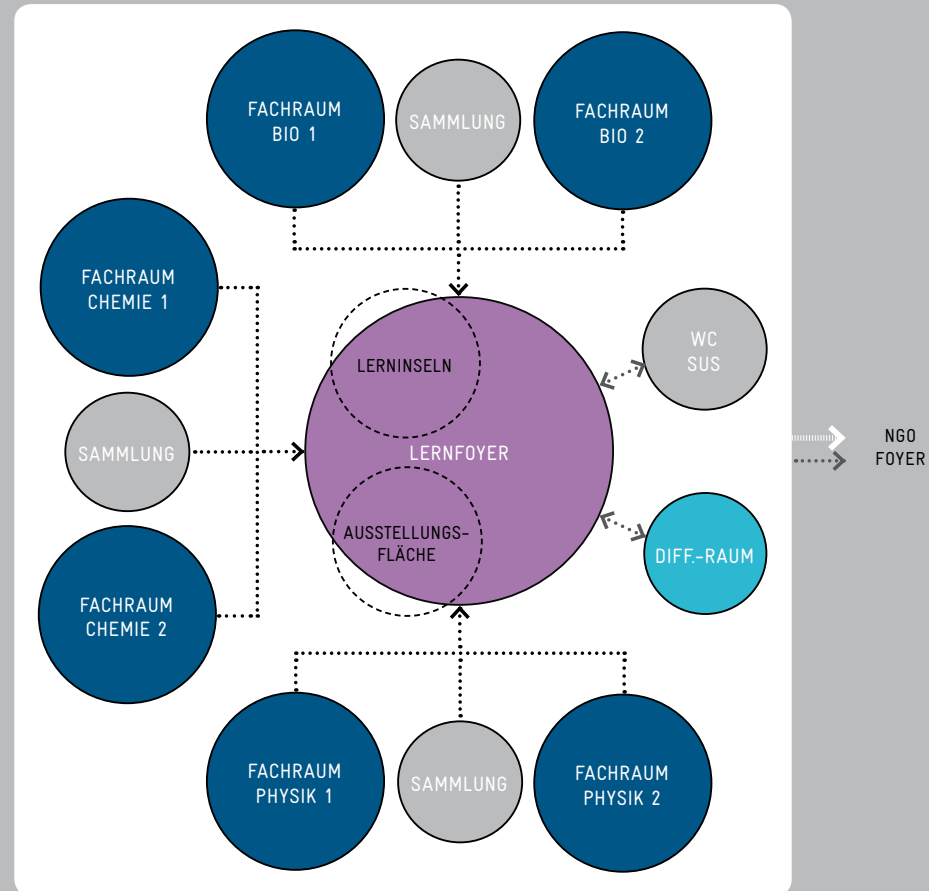 FACHRAUM
BIO 1
SAMMLUNG
FACHRAUM
BIO 2
FACHRAUM
CHEMIE 1
WC
SUS
LERNINSELN
SAMMLUNG
LERNFOYER
NGO
FOYER
AUSSTELLUNGS-
FLÄCHE
DIFF.-RAUM
FACHRAUM
CHEMIE 2
FACHRAUM
PHYSIK 1
SAMMLUNG
FACHRAUM
PHYSIK 2